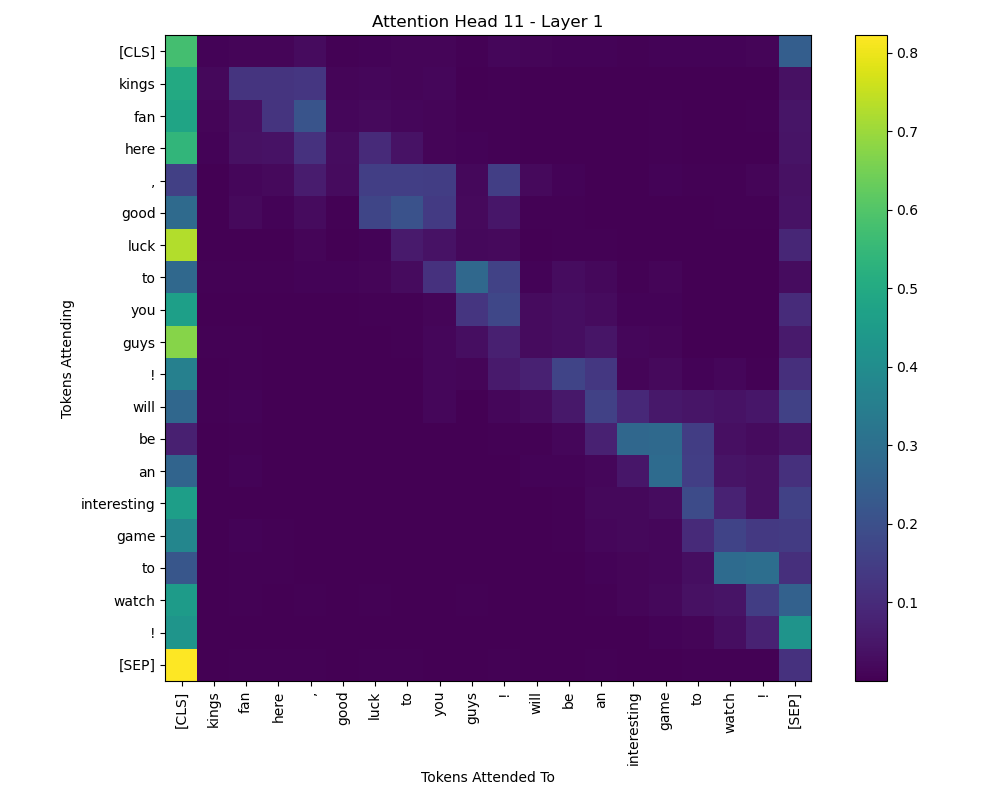 Attention Head 11 - Layer 1
Tokens Attending
[CLS]
kings
fan
here
,
good
luck
to
you
guys
!
will
be
an
interesting
game
to
watch
!
[SEP]
[CLS]
kings
fan
here
,
good
luck
to
you
guys
!
will
be
an
interesting
game
to
watch
!
[SEP]
Tokens Attended To
0.8
0.7
0.6
0.5
0.4
0.3
0.2
0.1